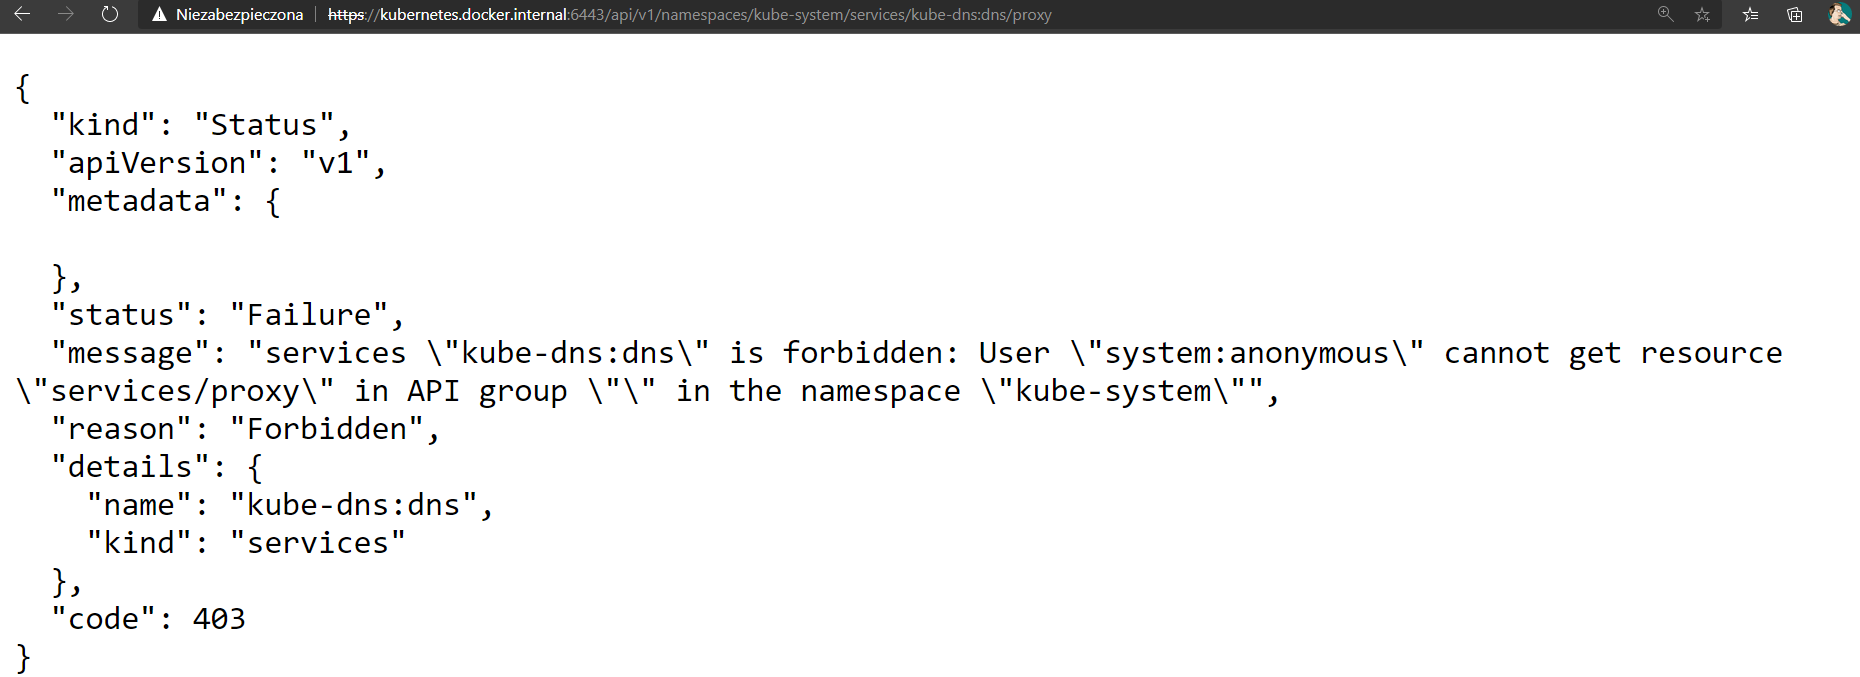 Niezabezpieczona | https://kubernetes.docker.internal:6443/api/v1/namespaces/kube-system/services/kube-dns:dns/proxy
{
  "kind": "Status",
  "apiVersion": "v1",
  "metadata": {

  },
  "status": "Failure",
  "message": "services \"kube-dns:dns\" is forbidden: User \"system:anonymous\" cannot get resource
\"services/proxy\" in API group \"\" in the namespace \"kube-system\"",
  "reason": "Forbidden",
  "details": {
    "name": "kube-dns:dns",
    "kind": "services"
  },
  "code": 403
}